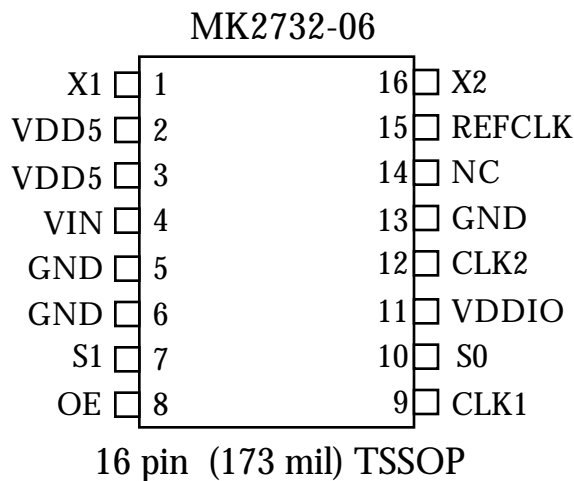 MK2732-06
X1 1 16 X2
VDD5 2 15 REFCLK
VDD5 3 14 NC
VIN 4 13 GND
GND 5 12 CLK2
GND 6 11 VDDIO
S1 7 10 S0
OE 8 9 CLK1
16 pin (173 mil) TSSOP